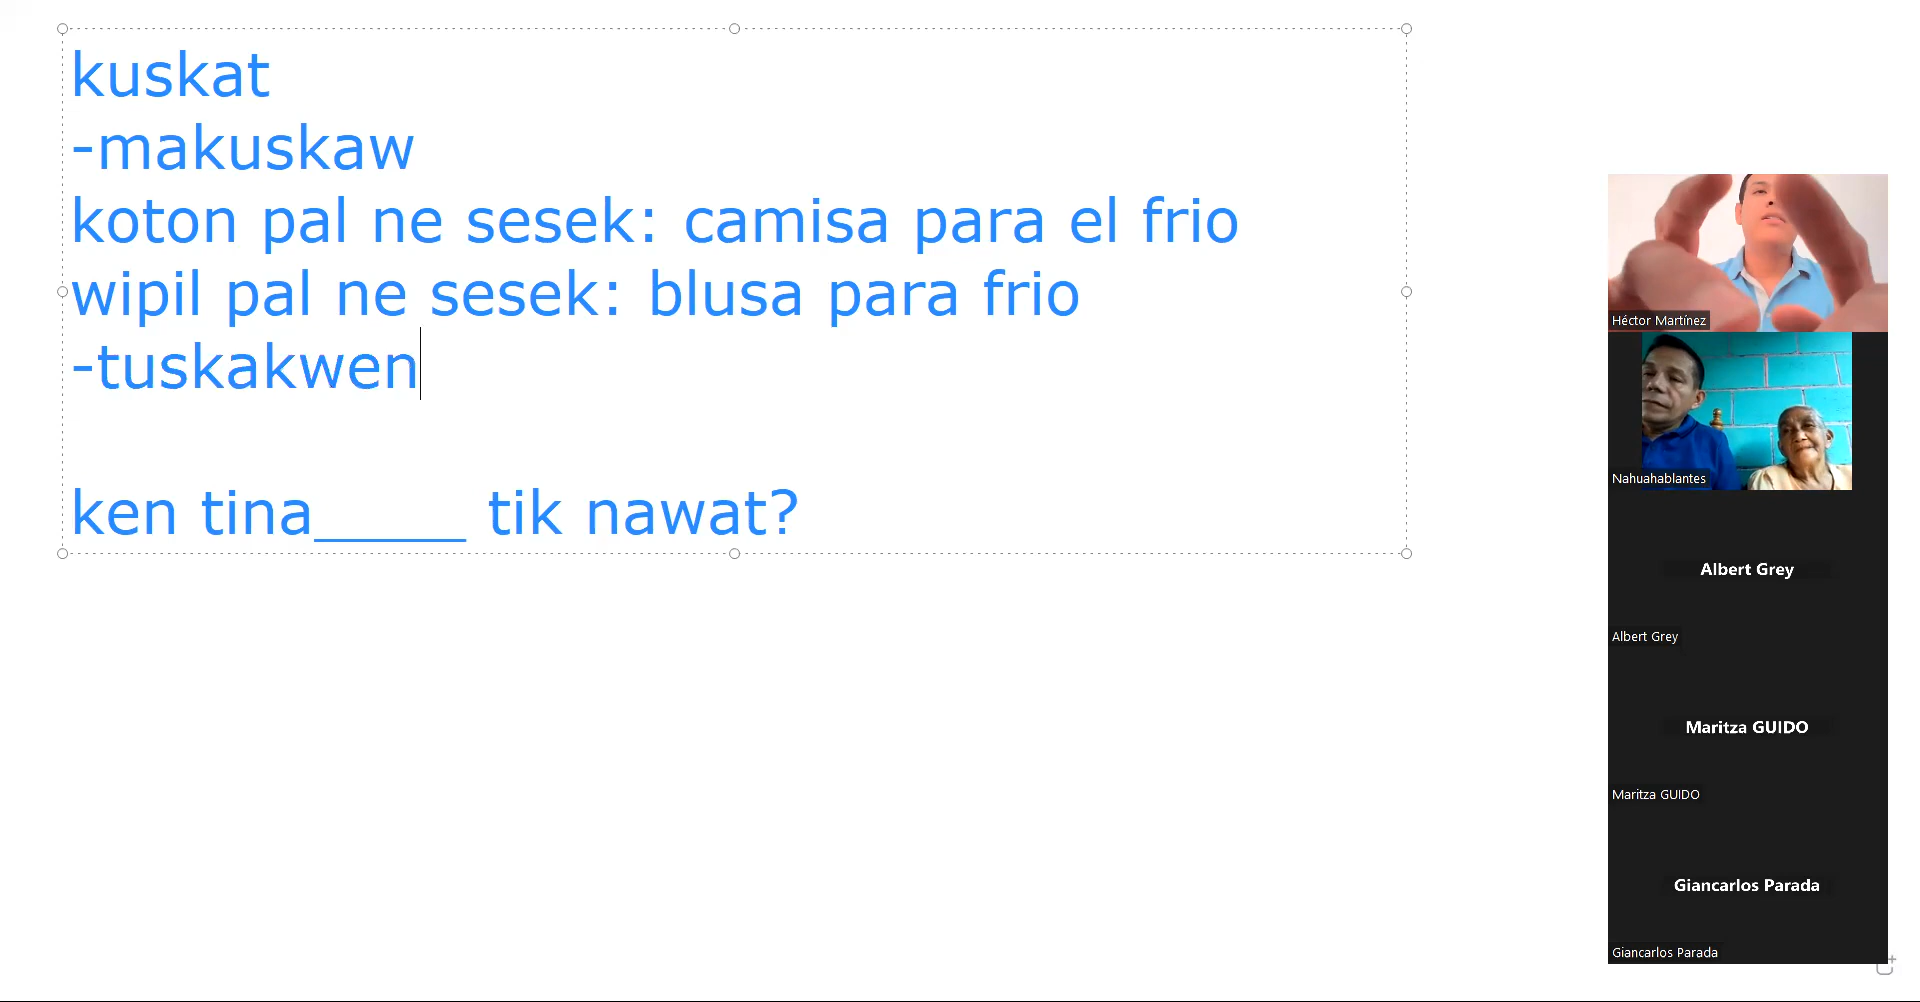 kuskat
-makuskaw
koton pal ne sesek: camisa para el frio
wipil pal ne sesek: blusa para frio
-tuskakwen
ken tina_____ tik nawat?
Héctor Martínez
Nahuahablantes
Albert Grey
Albert Grey
Maritza GUIDO
Maritza GUIDO
Giancarlos Parada
Giancarlos Parada